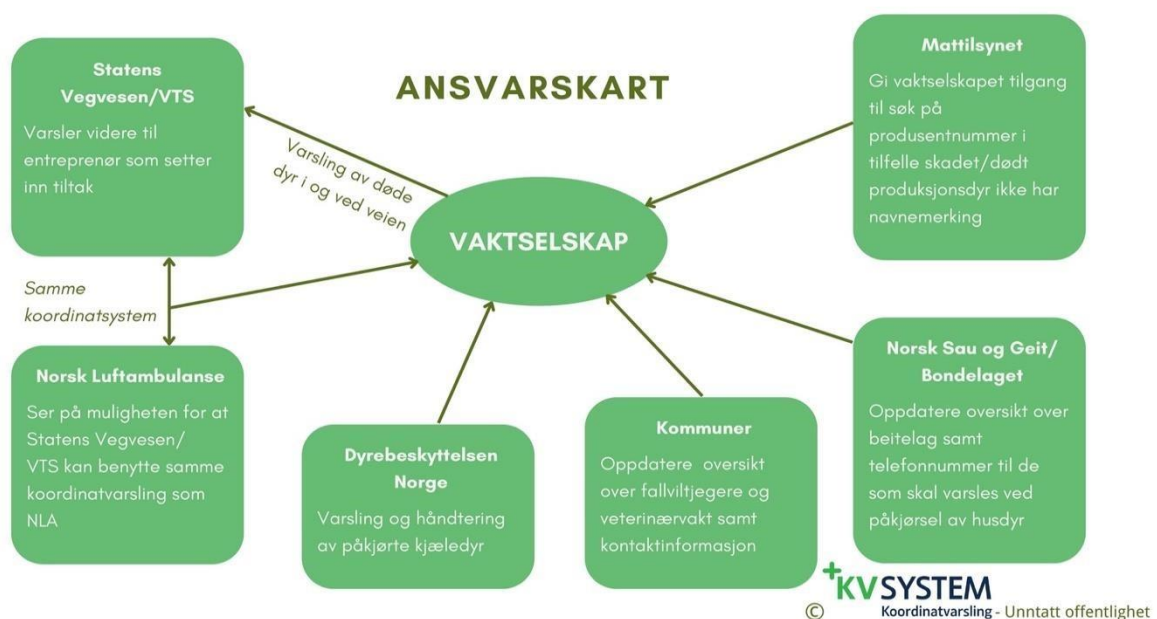 ANSVARSKART
Statens
Vegvesen/VTS
Varsler videre til
entreprenør som setter
inn tiltak
Varsling av døde
dyr i og ved veien
Mattilsynet
Gi vaktselskapet tilgang
til søk på
produsentnummer i
tilfelle skadet/dødt
produksjonsdyr ikke har
navnemerking
VAKTSELSKAP
Samme
koordinatsystem
Norsk Luftambulanse
Ser på muligheten for at
Statens Vegvesen/
VTS kan benytte samme
koordinatvarsling som
NLA
Dyrebeskyttelsen
Norge
Varsling og håndtering
av påkjørte kjæledyr
Kommuner
Oppdatere oversikt
over fallviltjegere og
veterinærvakt samt
kontaktinformasjon
Norsk Sau og Geit/
Bondelaget
Oppdatere oversikt over
beitelag samt
telefonnummer til de
som skal varsles ved
påkjørsel av husdyr
+KVSYSTEM
© Koordinatvarsling - Unntatt offentlighet